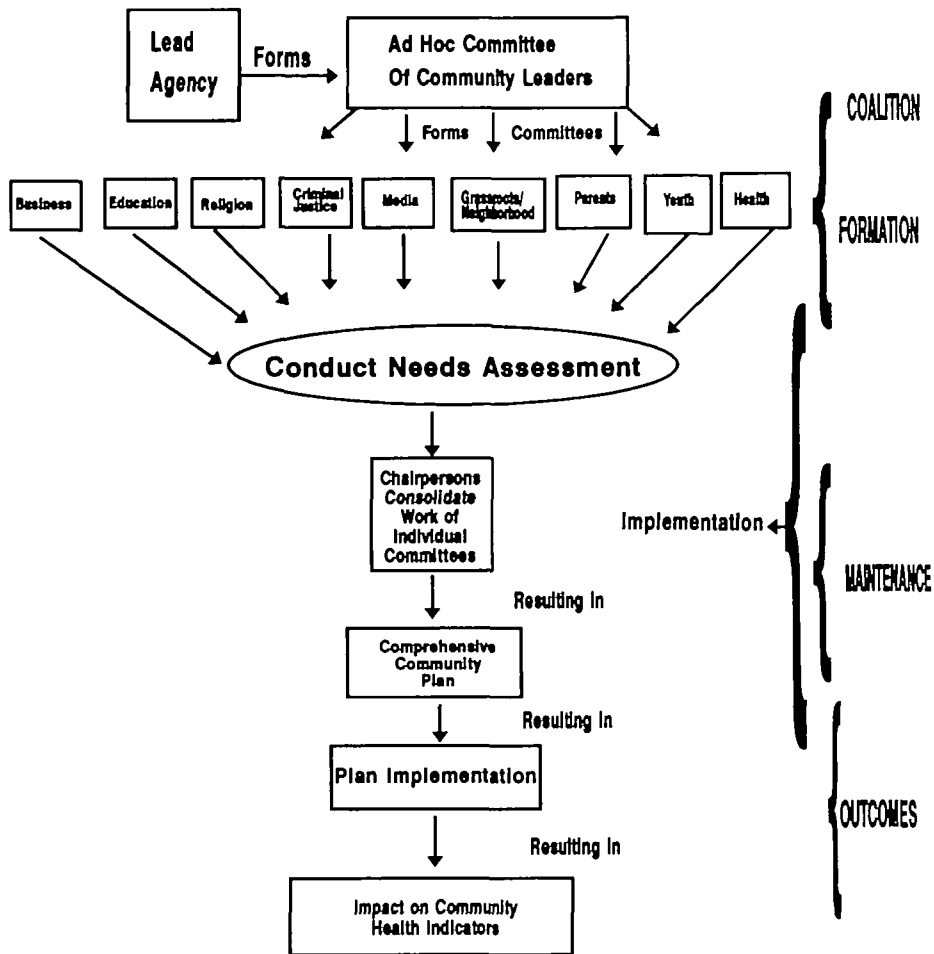 Lead
Agency
Forms
Ad Hoc Committee
Of Community Leaders
Forms
Committees
COALITION
Business
Education
Religion
Criminal
Justice
Media
Grassroots/
Neighborhood
Parents
Youth
Health
FORMATION
Conduct Needs Assessment
Chairpersons
Consolidate
Work of
Individual
Committees
Implementation
MAINTENANCE
Resulting In
Comprehensive
Community
Plan
Resulting In
Plan Implementation
OUTCOMES
Resulting In
Impact on Community
Health Indicators